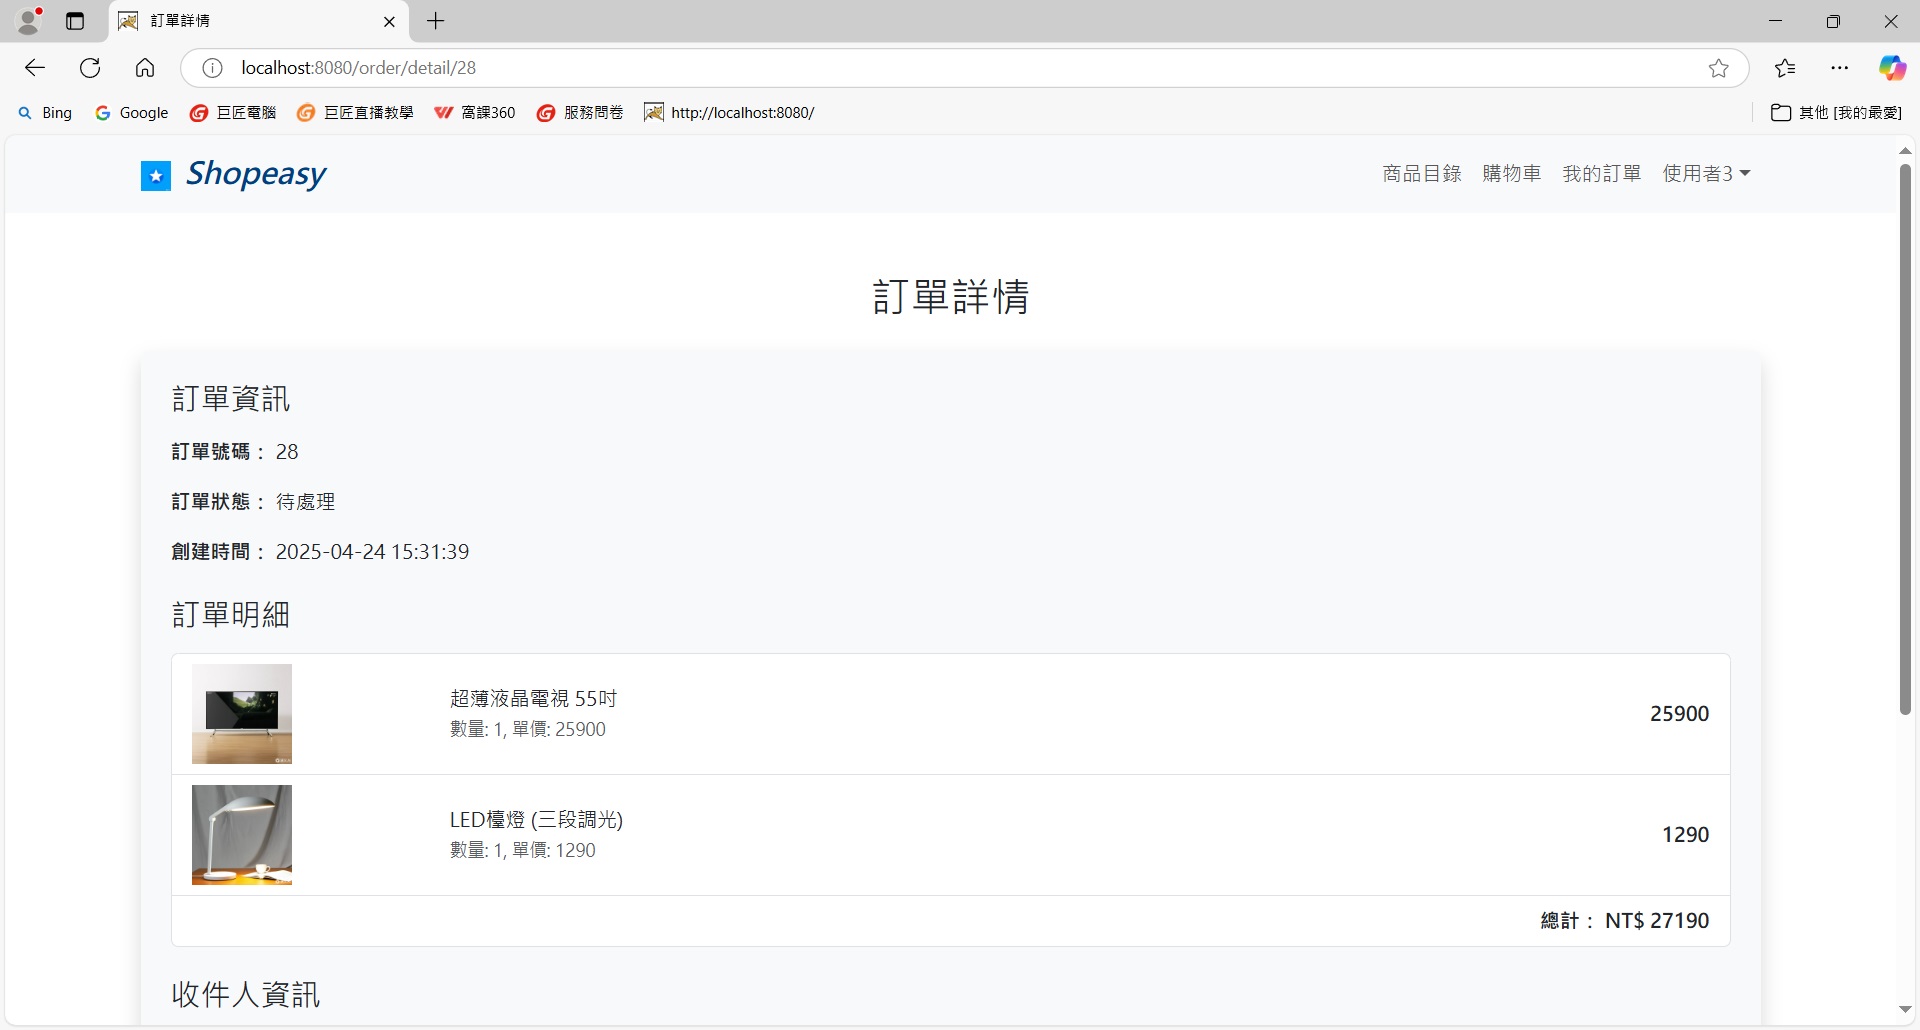 訂單詳情
localhost:8080/order/detail/28
Bing Google 巨匠電腦 巨匠直播教學 窩課360 服務問卷 http://localhost:8080/ 其他 [我的最愛]
Shopeasy 商品目錄 購物車 我的訂單 使用者3
訂單詳情
訂單資訊
訂單號碼： 28
訂單狀態： 待處理
創建時間： 2025-04-24 15:31:39
訂單明細
超薄液晶電視 55吋
數量: 1, 單價: 25900
25900
LED檯燈 (三段調光)
數量: 1, 單價: 1290
1290
總計： NT$ 27190
收件人資訊